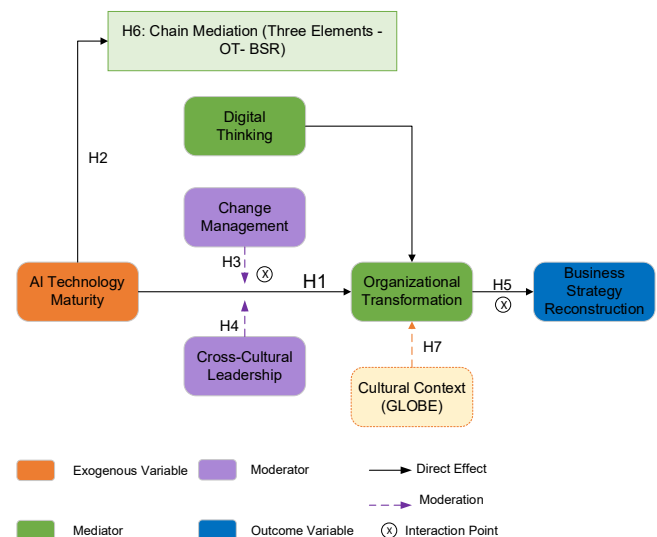 H6: Chain Mediation (Three Elements -
OT- BSR)
Digital
Thinking
H2
Change
Management
H3
ⓧ
AI Technology
Maturity
H1
Organizational
Transformation
H5
ⓧ
Business
Strategy
Reconstruction
H4
Cross-Cultural
Leadership
H7
Cultural Context
(GLOBE)
Exogenous Variable
Moderator
Direct Effect
Moderation
Mediator
Outcome Variable
ⓧ Interaction Point